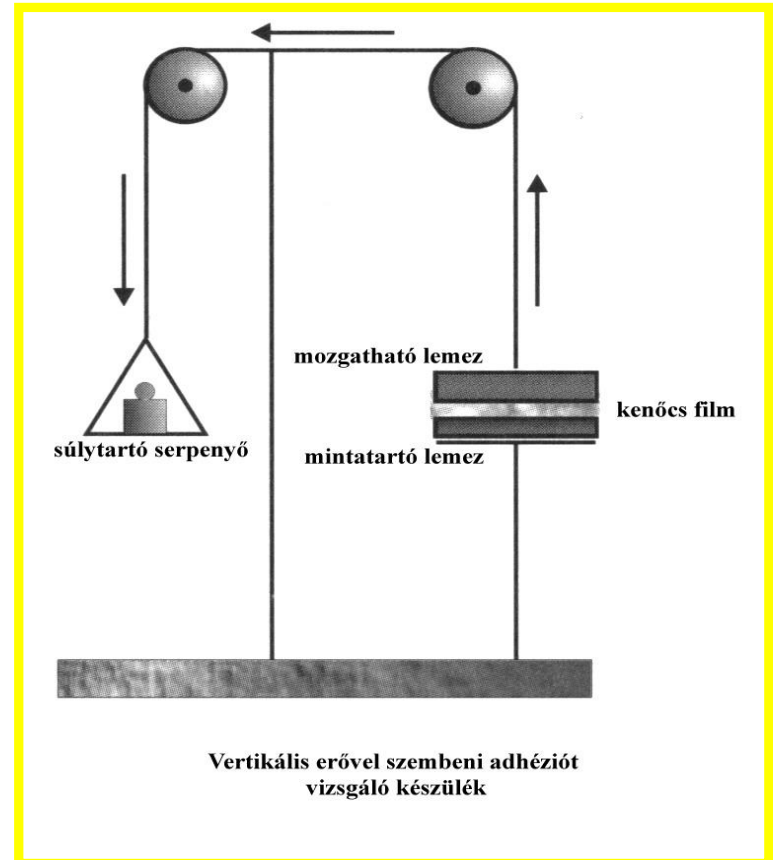 mozgatható lemez
kenőcs film
súlytartó serpenyő
mintatartó lemez
Vertikális erővel szembeni adhéziót
vizsgáló készülék